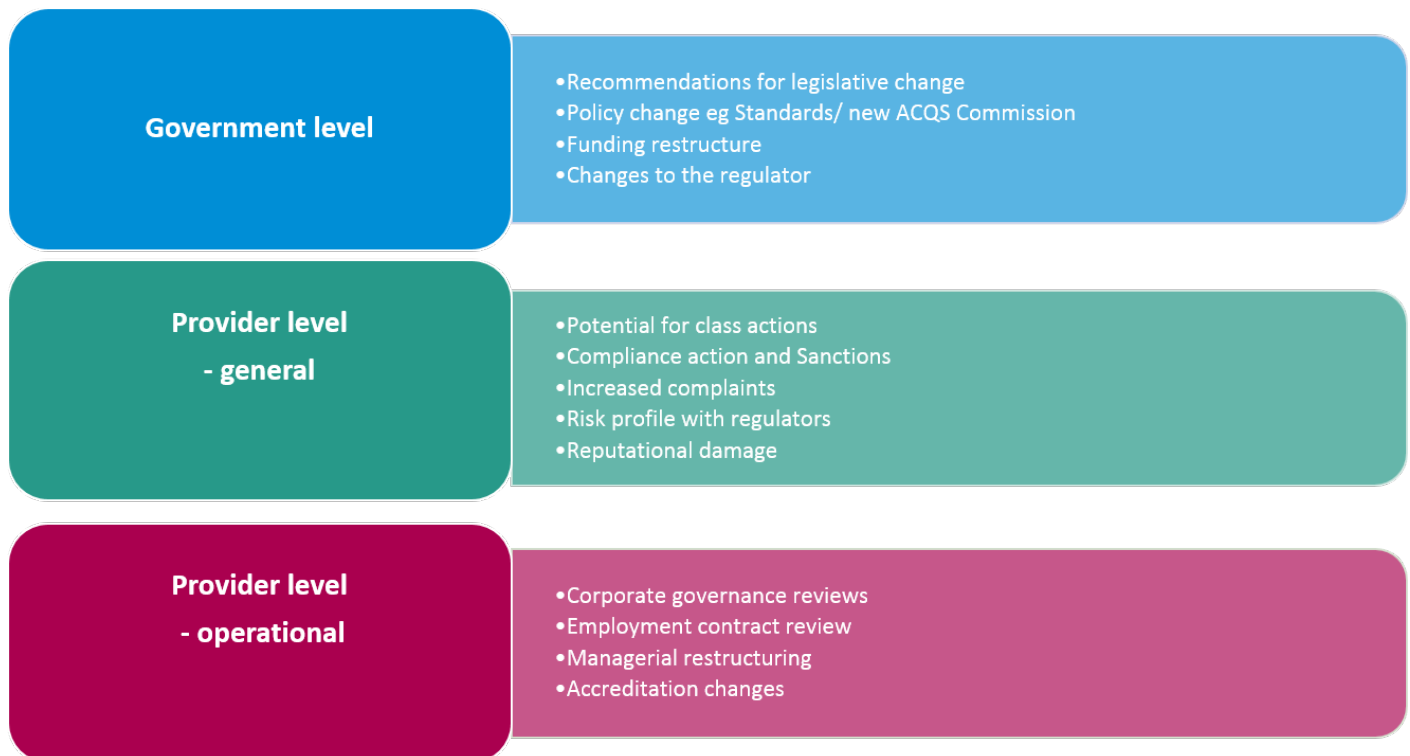 Government level
•Recommendations for legislative change
•Policy change eg Standards/ new ACQS Commission
•Funding restructure
•Changes to the regulator
Provider level
- general
•Potential for class actions
•Compliance action and Sanctions
•Increased complaints
•Risk profile with regulators
•Reputational damage
Provider level
- operational
•Corporate governance reviews
•Employment contract review
•Managerial restructuring
•Accreditation changes